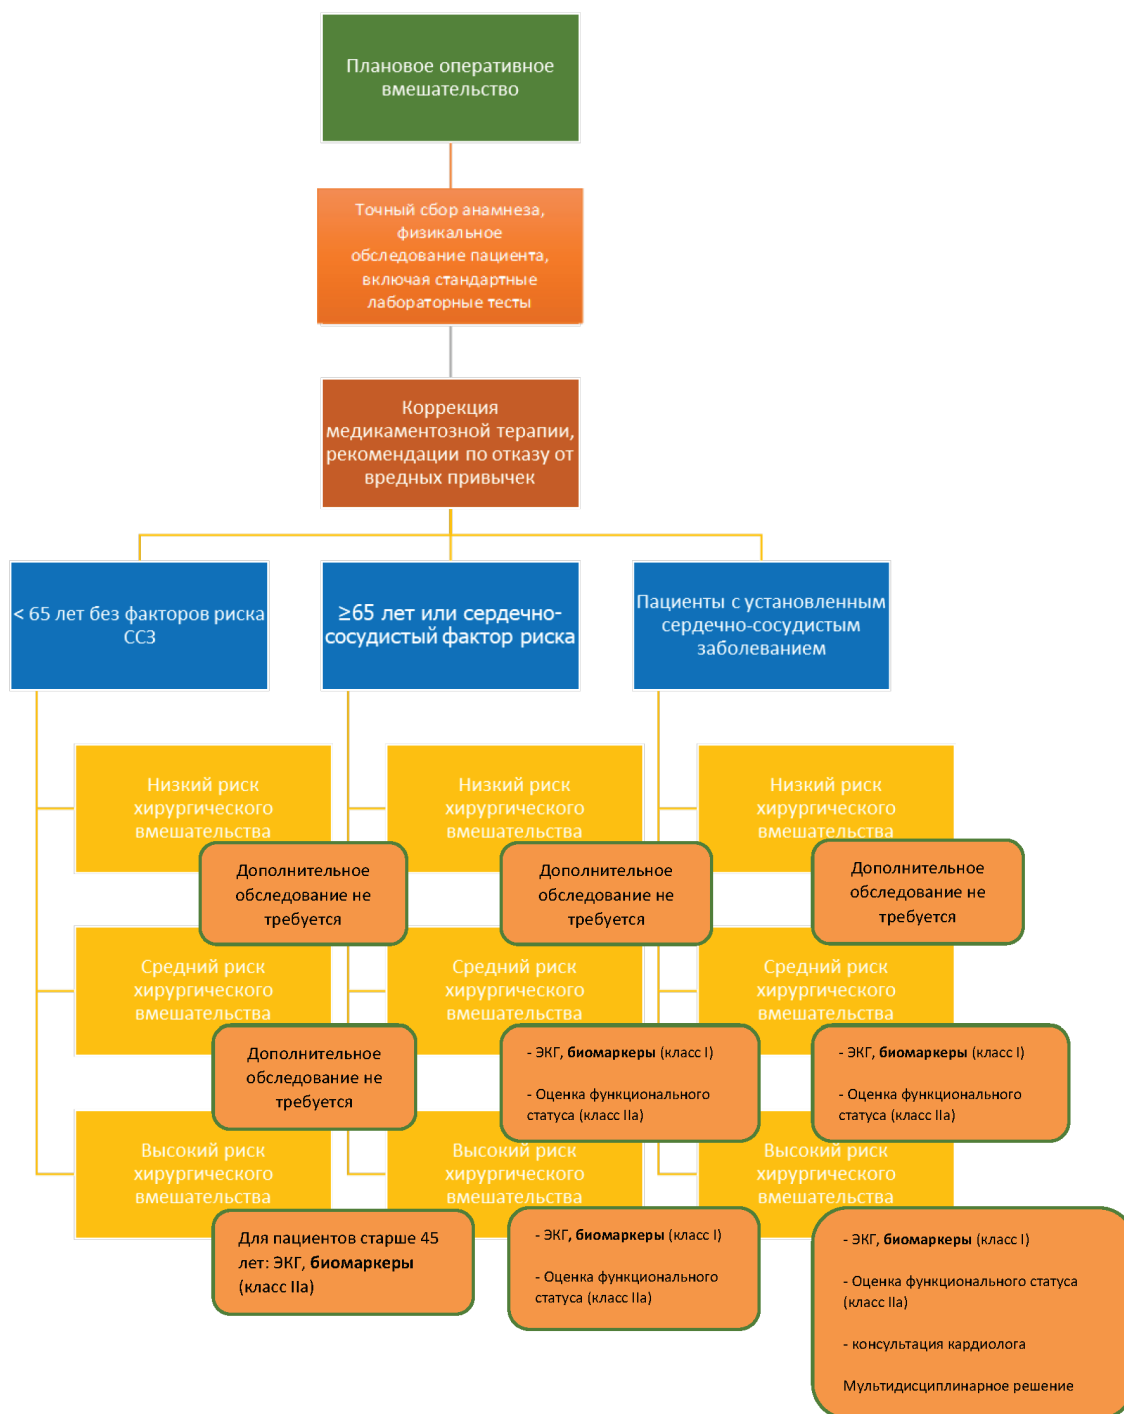 Плановое оперативное
вмешательство
Точный сбор анамнеза,
физикальное
обследование пациента,
включая стандартные
лабораторные тесты
Коррекция
медикаментозной терапии,
рекомендации по отказу от
вредных привычек
< 65 лет без факторов риска
ССЗ
≥65 лет или сердечно-
сосудистый фактор риска
Пациенты с установленным
сердечно-сосудистым
заболеванием
Низкий риск
хирургического
вмешательства
Дополнительное
обследование не
требуется
Низкий риск
хирургического
вмешательства
Дополнительное
обследование не
требуется
Низкий риск
хирургического
вмешательства
Дополнительное
обследование не
требуется
Средний риск
хирургического
вмешательства
Дополнительное
обследование не
требуется
Средний риск
хирургического
вмешательства
- ЭКГ, биомаркеры (класс I)
- Оценка функционального
статуса (класс IIa)
Средний риск
хирургического
вмешательства
- ЭКГ, биомаркеры (класс I)
- Оценка функционального
статуса (класс IIa)
Высокий риск
хирургического
вмешательства
Для пациентов старше 45
лет: ЭКГ, биомаркеры
(класс IIa)
Высокий риск
хирургического
вмешательства
- ЭКГ, биомаркеры (класс I)
- Оценка функционального
статуса (класс IIa)
Высокий риск
хирургического
вмешательства
- ЭКГ, биомаркеры (класс I)
- Оценка функционального статуса
(класс IIa)
- консультация кардиолога
Мультидисциплинарное решение